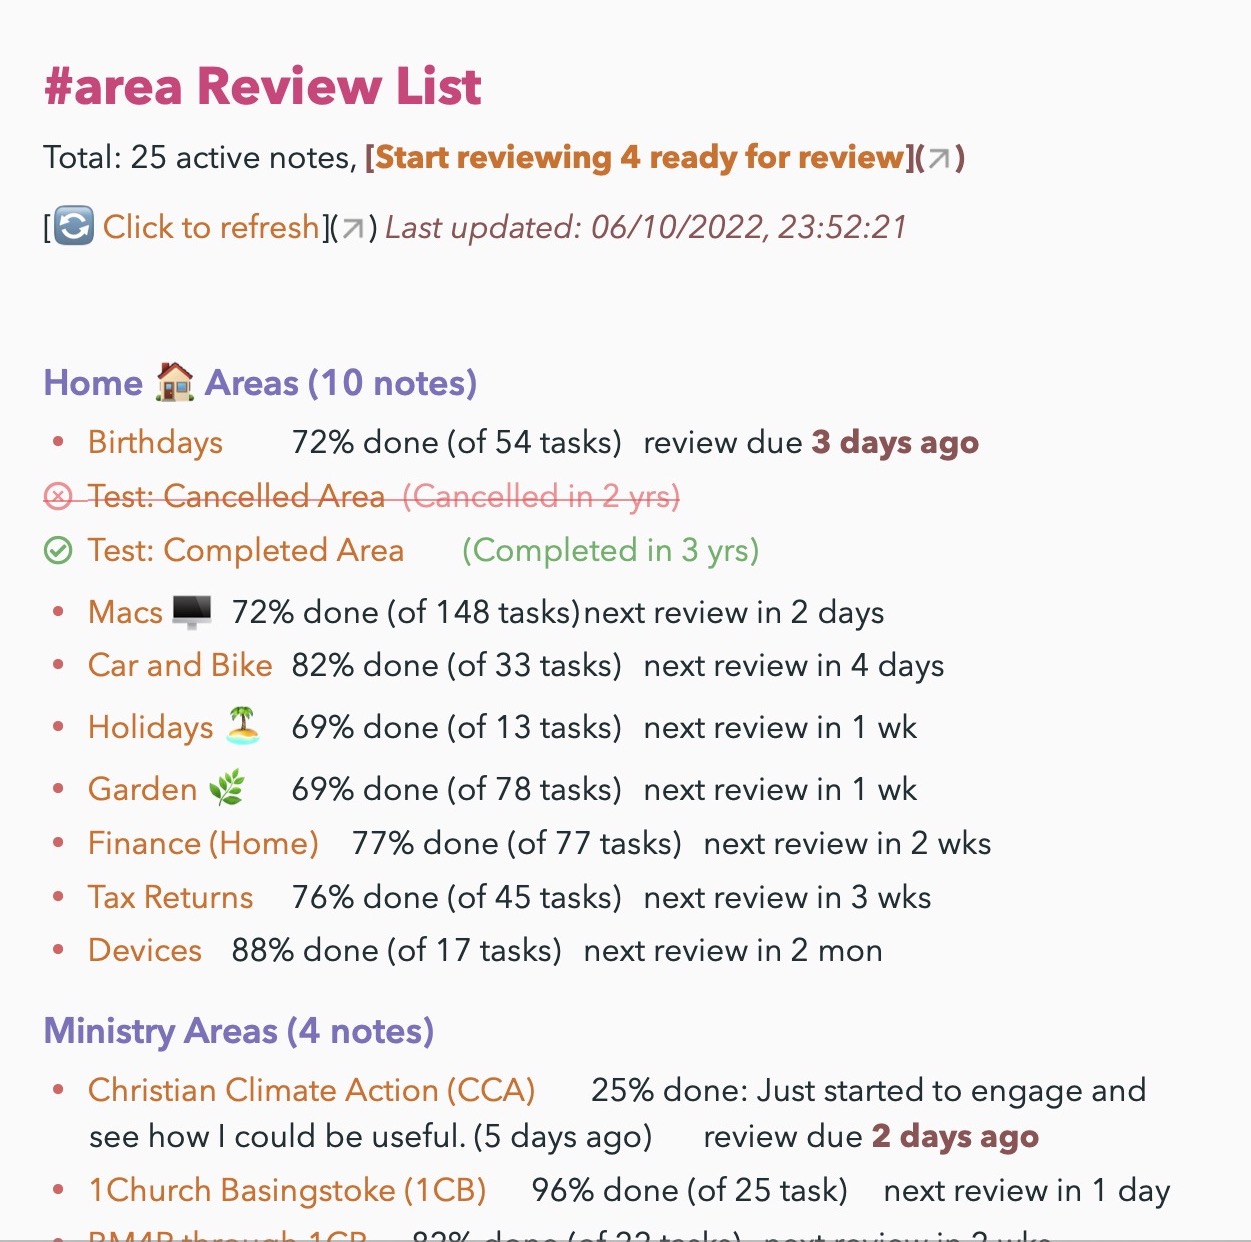 #area Review List
Total: 25 active notes, [Start reviewing 4 ready for review](↗)
[🔄 Click to refresh](↗) Last updated: 06/10/2022, 23:52:21
Home 🏠 Areas (10 notes)
• Birthdays 72% done (of 54 tasks) review due 3 days ago
Test: Cancelled Area (Cancelled in 2 yrs)
Test: Completed Area (Completed in 3 yrs)
• Macs 🖥️ 72% done (of 148 tasks) next review in 2 days
• Car and Bike 82% done (of 33 tasks) next review in 4 days
• Holidays 🏝️ 69% done (of 13 tasks) next review in 1 wk
• Garden 🌿 69% done (of 78 tasks) next review in 1 wk
• Finance (Home) 77% done (of 77 tasks) next review in 2 wks
• Tax Returns 76% done (of 45 tasks) next review in 3 wks
• Devices 88% done (of 17 tasks) next review in 2 mon
Ministry Areas (4 notes)
• Christian Climate Action (CCA) 25% done: Just started to engage and
see how I could be useful. (5 days ago) review due 2 days ago
• 1Church Basingstoke (1CB) 96% done (of 25 task) next review in 1 day
• through 1CB done (of tasks) next review in